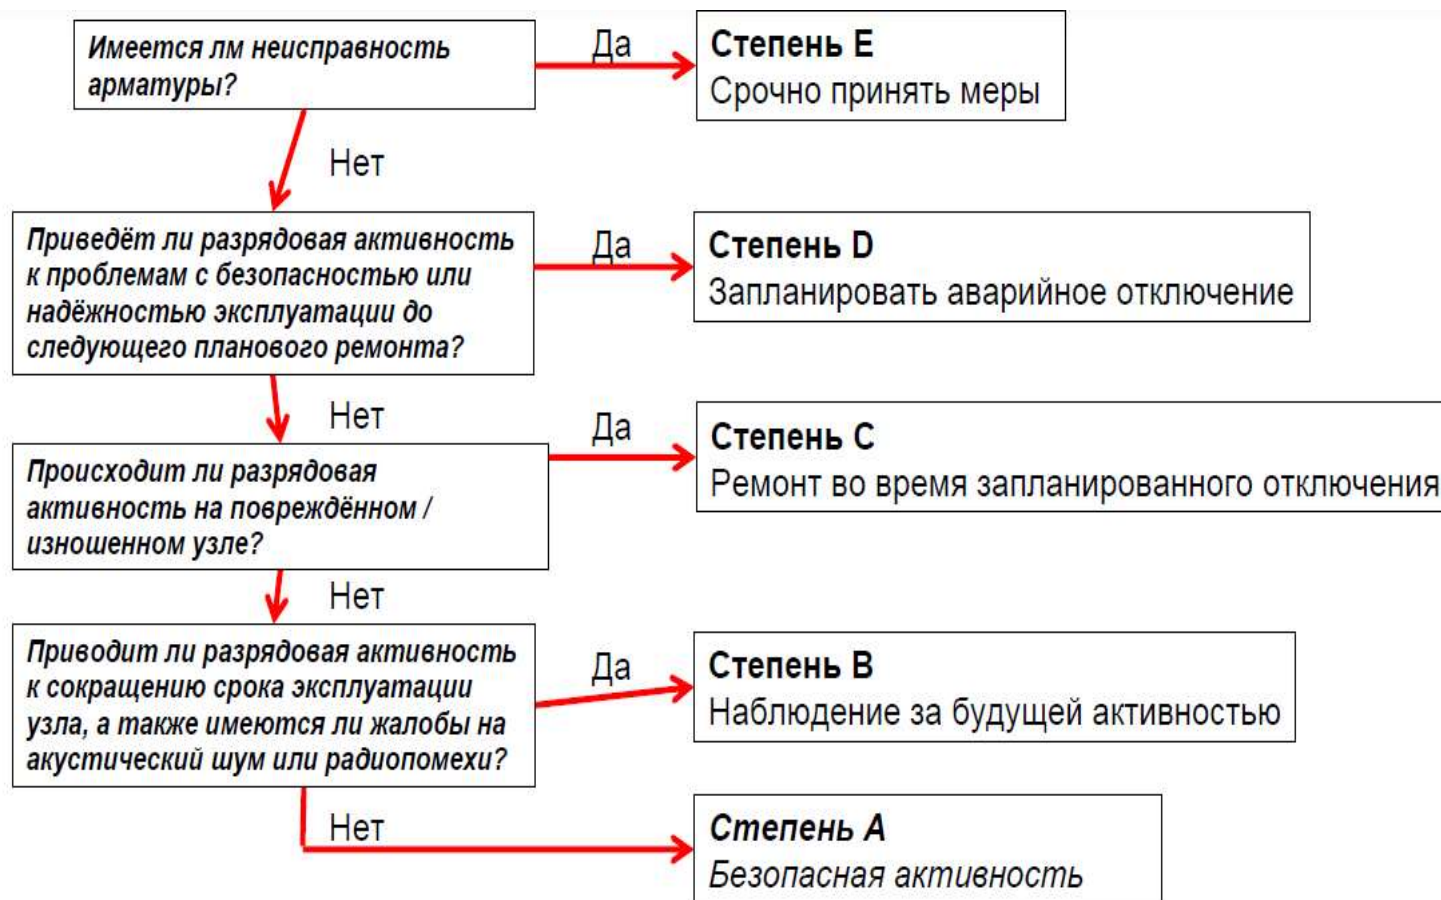 Имеется лм неисправность
арматуры?
Да
Степень E
Срочно принять меры
Нет
Приведёт ли разрядовая активность
к проблемам с безопасностью или
надёжностью эксплуатации до
следующего планового ремонта?
Да
Степень D
Запланировать аварийное отключение
Нет
Происходит ли разрядовая
активность на повреждённом /
изношенном узле?
Да
Степень C
Ремонт во время запланированного отключения
Нет
Приводит ли разрядовая активность
к сокращению срока эксплуатации
узла, а также имеются ли жалобы на
акустический шум или радиопомехи?
Да
Степень B
Наблюдение за будущей активностью
Нет
Степень A
Безопасная активность